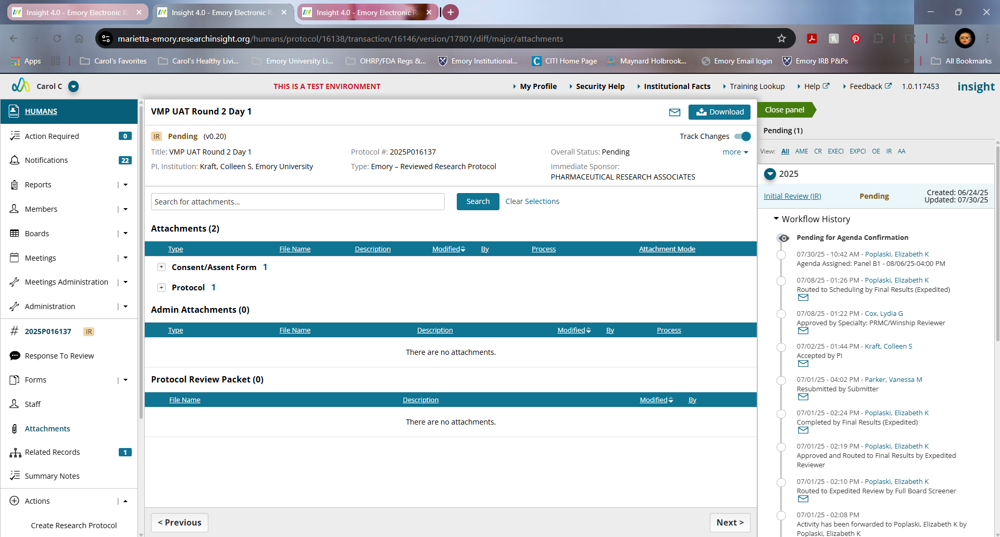 Insight 4.0 - Emory Electronic R
Insight 4.0 - Emory Electronic R
Insight 4.0 - Emory Electronic R
marietta-emory.researchinsight.org/humans/protocol/16138/transaction/16146/version/17801/diff/major/attachments
Apps
Carol's Favorites
Carol's Healthy Livi...
Emory University Li...
OHRP/FDA Regs &...
Emory Institutional...
CITI Home Page
Maynard Holbrook...
Emory Email login
Emory IRB P&Ps
»
All Bookmarks
Carol C
THIS IS A TEST ENVIRONMENT
My Profile
Security Help
Institutional Facts
Training Lookup
Help
Feedback
1.0.117453
insight
HUMANS
Action Required 0
Notifications 22
Reports
Members
Boards
Meetings
Meetings Administration
Administration
# 2025P016137 IR
Response To Review
Forms
Staff
Attachments
Related Records 1
Summary Notes
Actions
Create Research Protocol
VMP UAT Round 2 Day 1
Download
IR Pending (v0.20)
Track Changes
Title: VMP UAT Round 2 Day 1
Protocol #: 2025P016137
Overall Status: Pending
more
PI, Institution: Kraft, Colleen S, Emory University
Type: Emory – Reviewed Research Protocol
Immediate Sponsor:
PHARMACEUTICAL RESEARCH ASSOCIATES
Search for attachments...
Search
Clear Selections
Attachments (2)
Type File Name Description Modified By Process Attachment Mode
+ Consent/Assent Form 1
+ Protocol 1
Admin Attachments (0)
Type File Name Description Modified By Process
There are no attachments.
Protocol Review Packet (0)
File Name Description Modified By
There are no attachments.
< Previous
Next >
Close panel
Pending (1)
View: All AME CR EXECI EXPCI OE IR AA
2025
Initial Review (IR)
Pending
Created: 06/24/25
Updated: 07/30/25
Workflow History
Pending for Agenda Confirmation
07/30/25 - 10:42 AM - Poplaski, Elizabeth K
Agenda Assigned: Panel B1 - 08/06/25-04:00 PM
07/08/25 - 01:26 PM - Poplaski, Elizabeth K
Routed to Scheduling by Final Results (Expedited)
07/08/25 - 01:22 PM - Cox, Lydia G
Approved by Specialty: PRMC/Winship Reviewer
07/02/25 - 01:44 PM - Kraft, Colleen S
Accepted by PI
07/01/25 - 04:02 PM - Parker, Vanessa M
Resubmitted by Submitter
07/01/25 - 02:24 PM - Poplaski, Elizabeth K
Completed by Final Results (Expedited)
07/01/25 - 02:19 PM - Poplaski, Elizabeth K
Approved and Routed to Final Results by Expedited
Reviewer
07/01/25 - 02:10 PM - Poplaski, Elizabeth K
Routed to Expedited Review by Full Board Screener
07/01/25 - 02:08 PM
Activity has been forwarded to Poplaski, Elizabeth K by
Poplaski, Elizabeth K